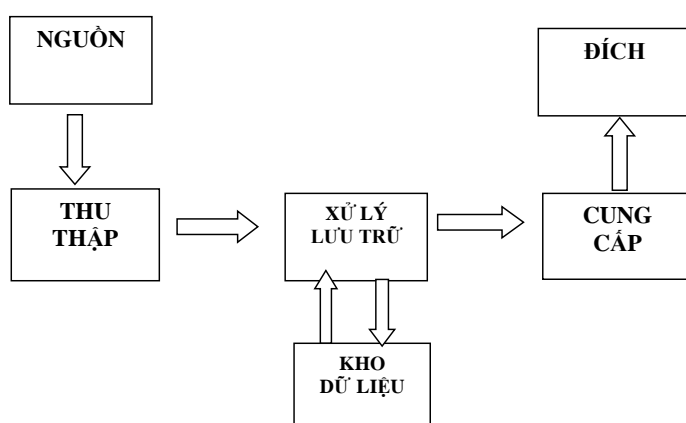 NGUỒN
ĐÍCH
THU
THẬP
XỬ LÝ
LƯU TRỮ
CUNG
CẤP
KHO
DỮ LIỆU